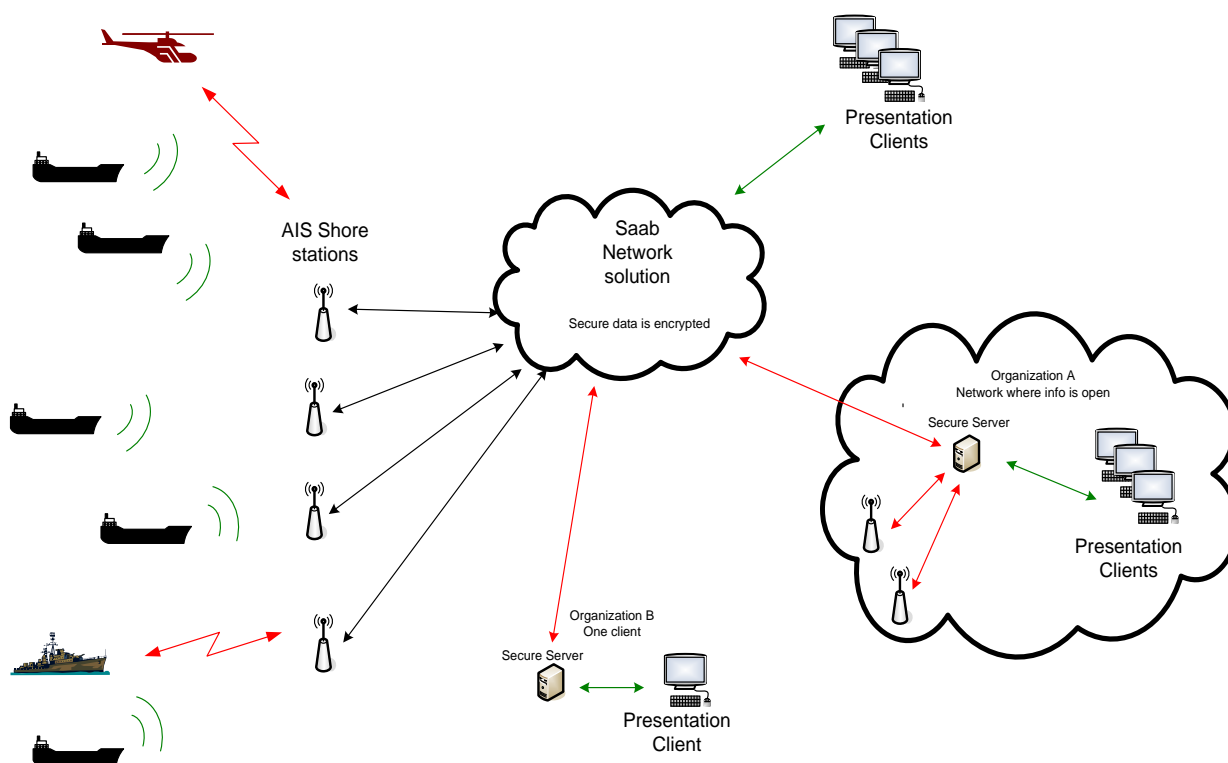 Presentation
Clients
AIS Shore
stations
Saab
Network
solution
Secure data is encrypted
Organization A
Network where info is open
Secure Server
Presentation
Clients
Organization B
One client
Secure Server
Presentation
Client